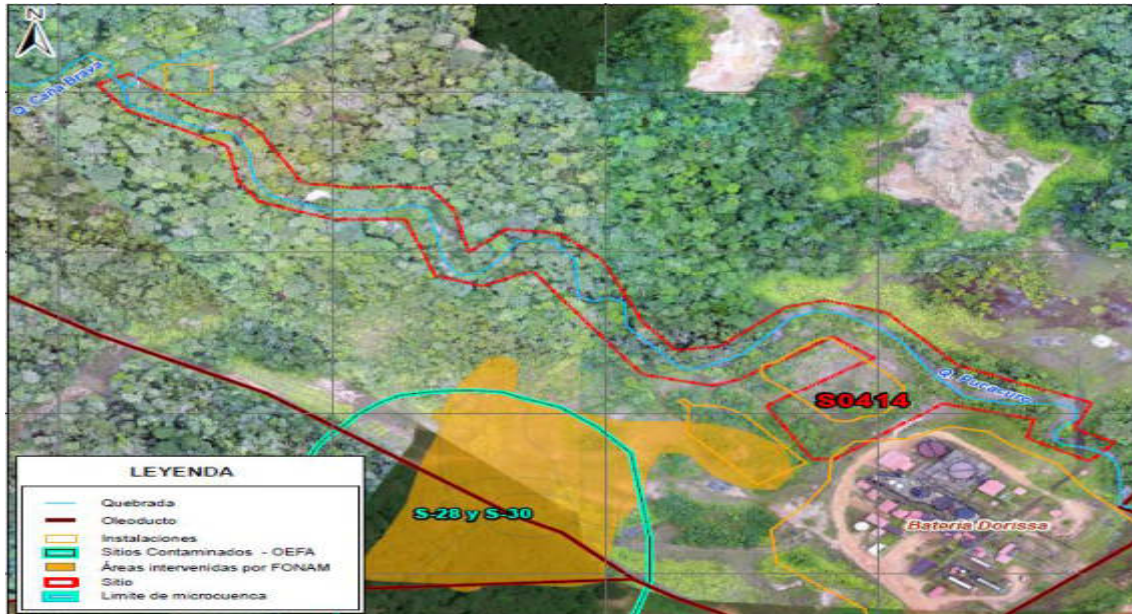 N
Q. Caña Brava
Q. Pucacuro
S0414
S-28 y S-30
Batería Dorissa
LEYENDA
Quebrada
Oleoducto
Instalaciones
Sitios Contaminados - OEFA
Áreas intervenidas por FONAM
Sitio
Limite de microcuenca